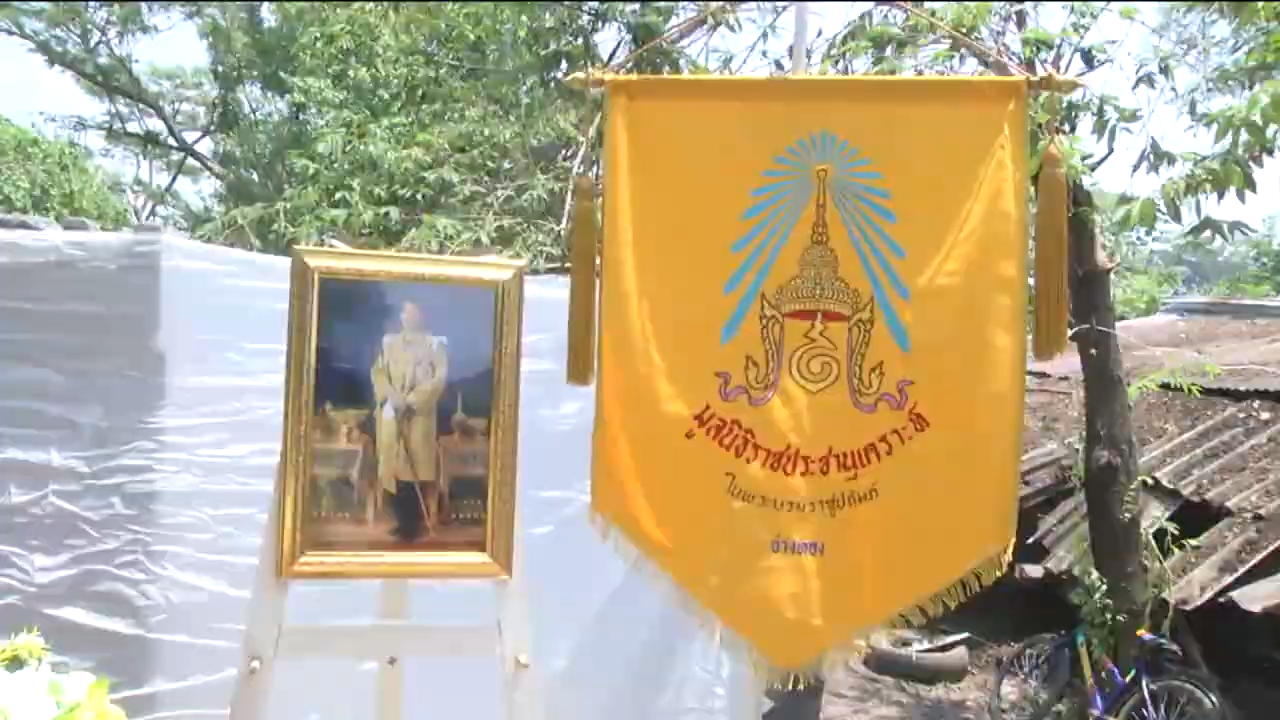 มูลนิธิราชประชานุเคราะห์
ในพระบรมราชูปถัมภ์
อ่างทอง